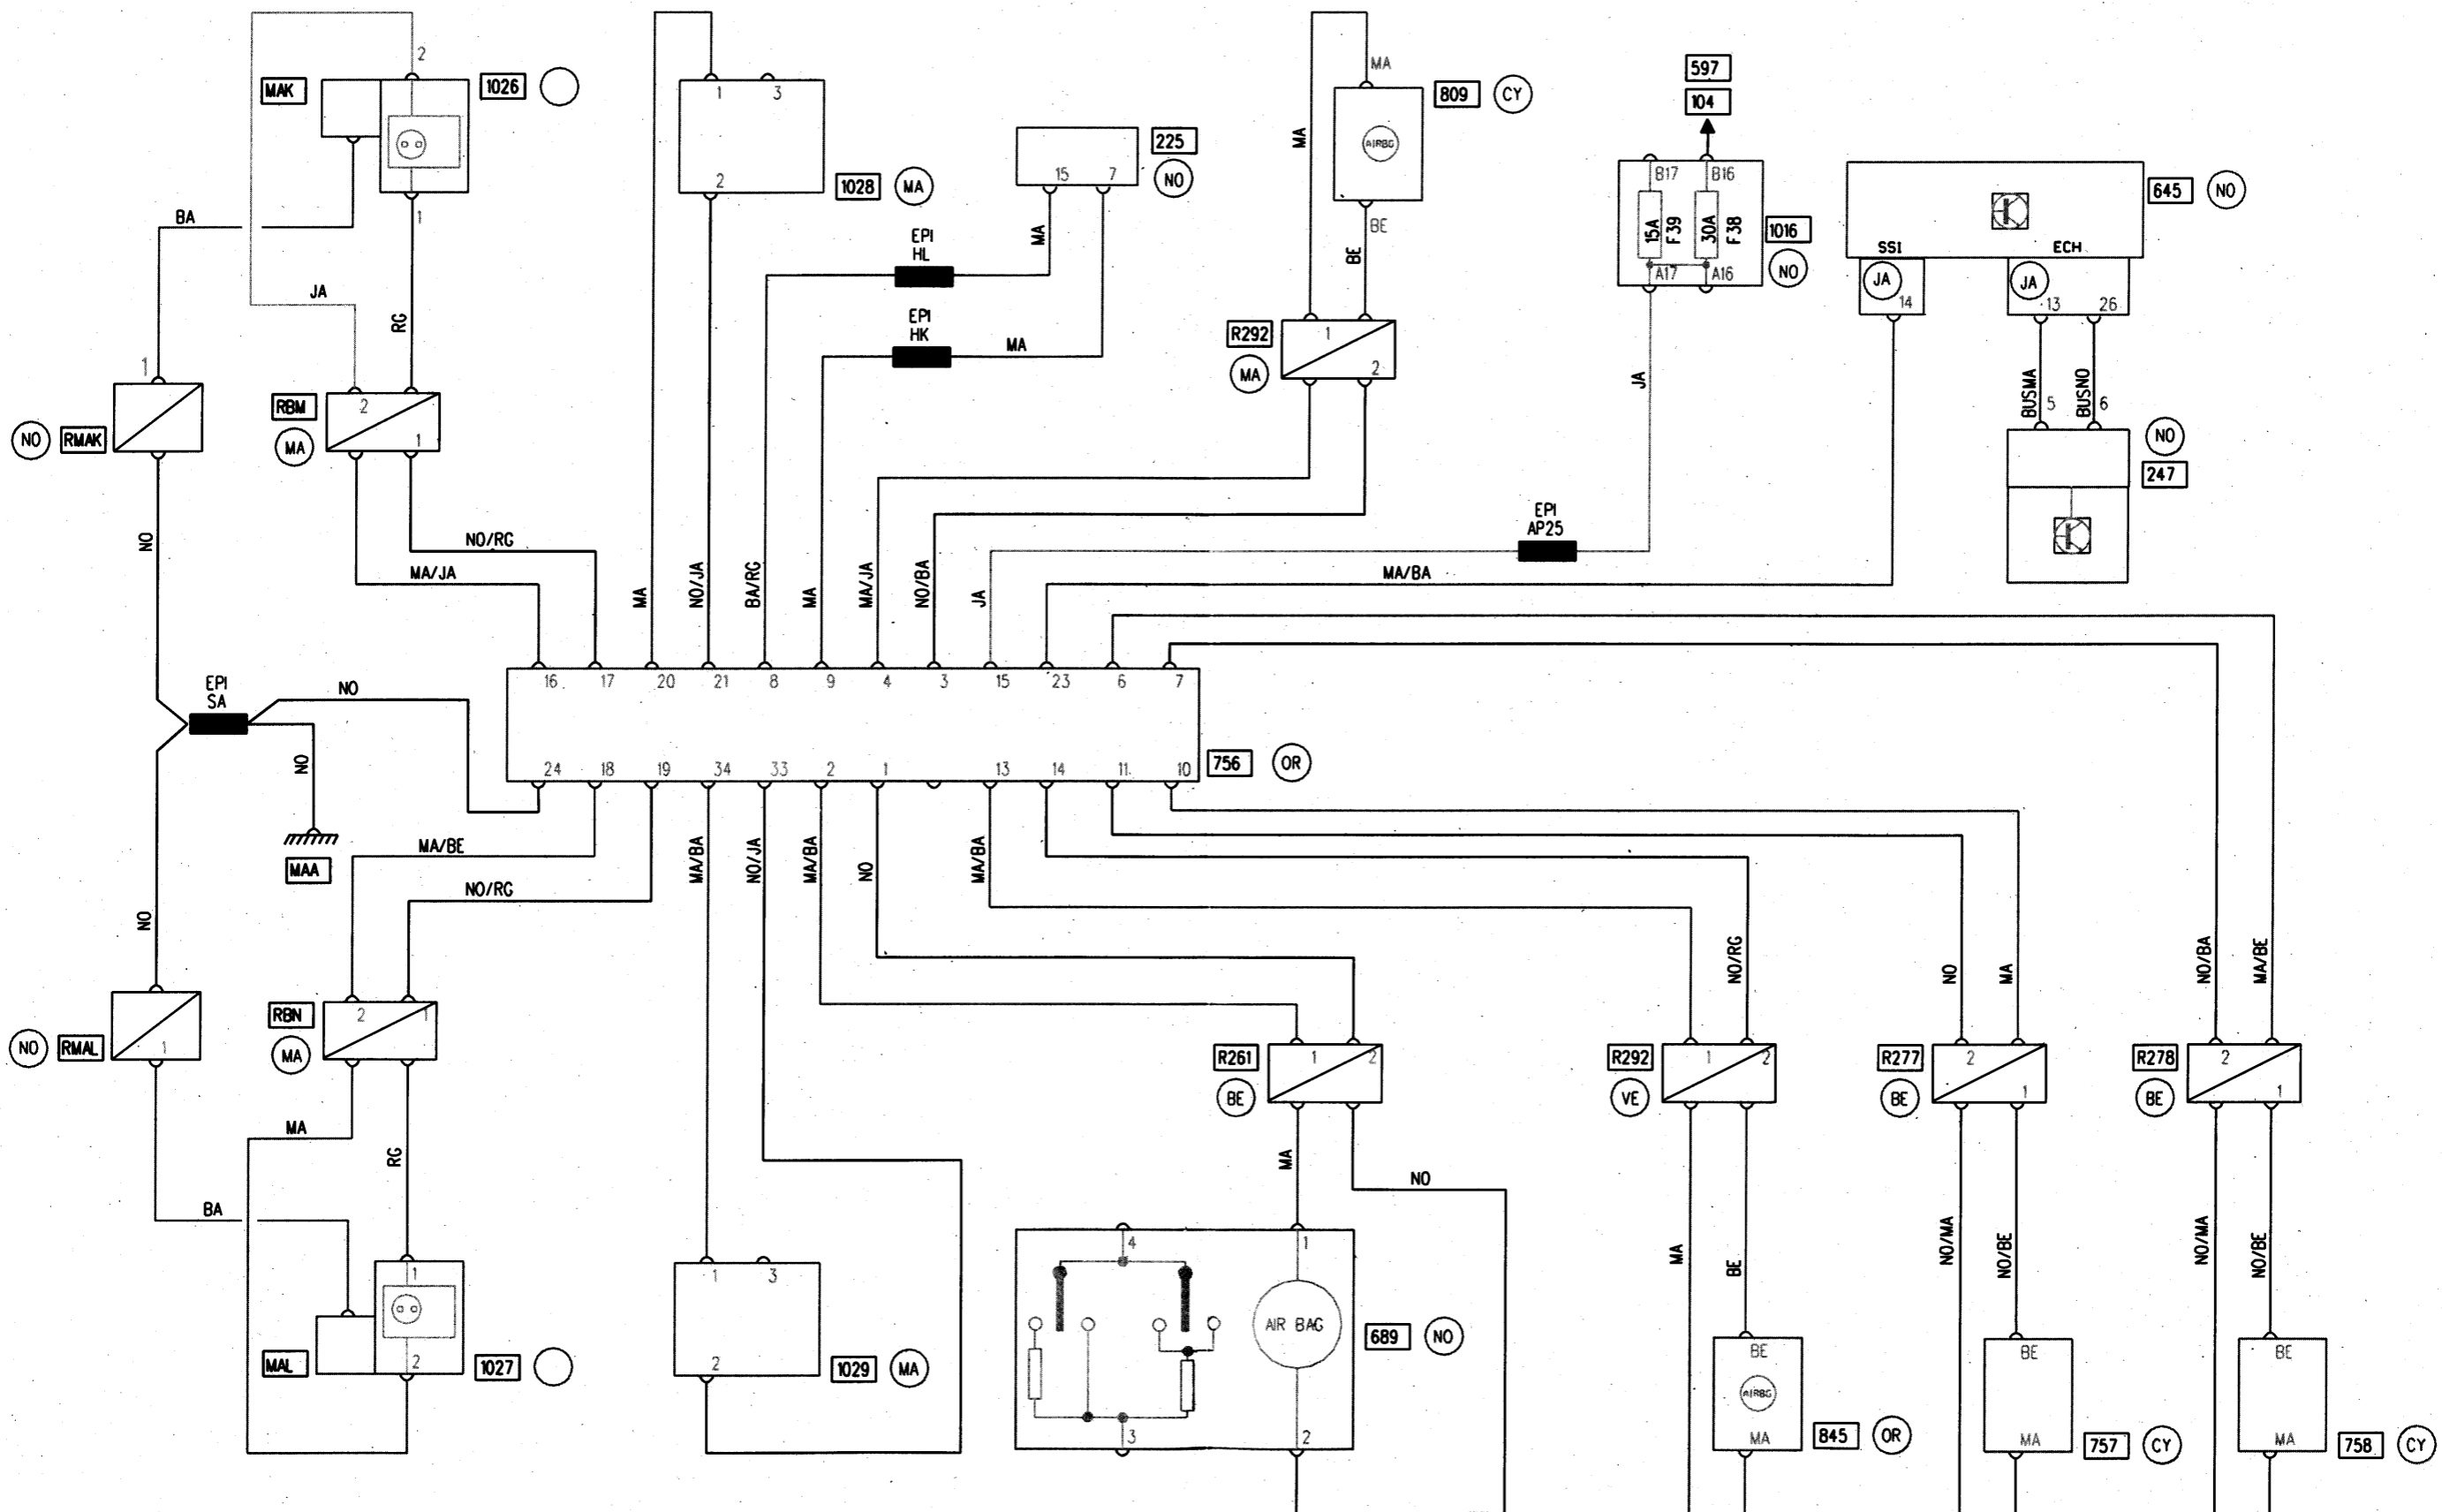 2
MAK
1026
1
BA
JA
RG
1
NO
RMAK
RBM
MA
2
1
NO
NO/RG
MA/JA
1
3
2
1028
MA
MA
NO/JA
225
NO
15
7
EPI
HL
MA
EPI
HK
MA
BA/RG
MA
MA
MA
809
CY
AIRBG
BE
BE
R292
MA
1
2
MA/JA
NO/BA
597
104
B17
B16
15A
F39
30A
F38
A17
A16
1016
NO
JA
EPI
AP25
JA
645
NO
SSI
ECH
JA
JA
14
13
26
BUSMA
5
BUSNO
6
NO
247
MA/BA
16
17
20
21
8
9
4
3
15
23
6
7
EPI
SA
NO
NO
MAA
24
18
19
34
33
2
1
13
14
11
10
756
OR
MA/BE
NO/RG
MA/BA
NO/JA
MA/BA
NO
MA/BA
NO
NO
RMAL
1
RBN
MA
2
1
MA
RG
BA
1
2
MAL
1027
1
3
2
1029
MA
R261
BE
1
2
MA
NO
4
1
AIR BAG
3
2
689
NO
NO/RG
R292
VE
1
2
MA
BE
BE
AIRBG
MA
845
OR
NO
MA
R277
BE
2
1
NO/MA
NO/BE
BE
MA
757
CY
NO/BA
MA/BE
R278
BE
2
1
NO/MA
NO/BE
BE
MA
758
CY